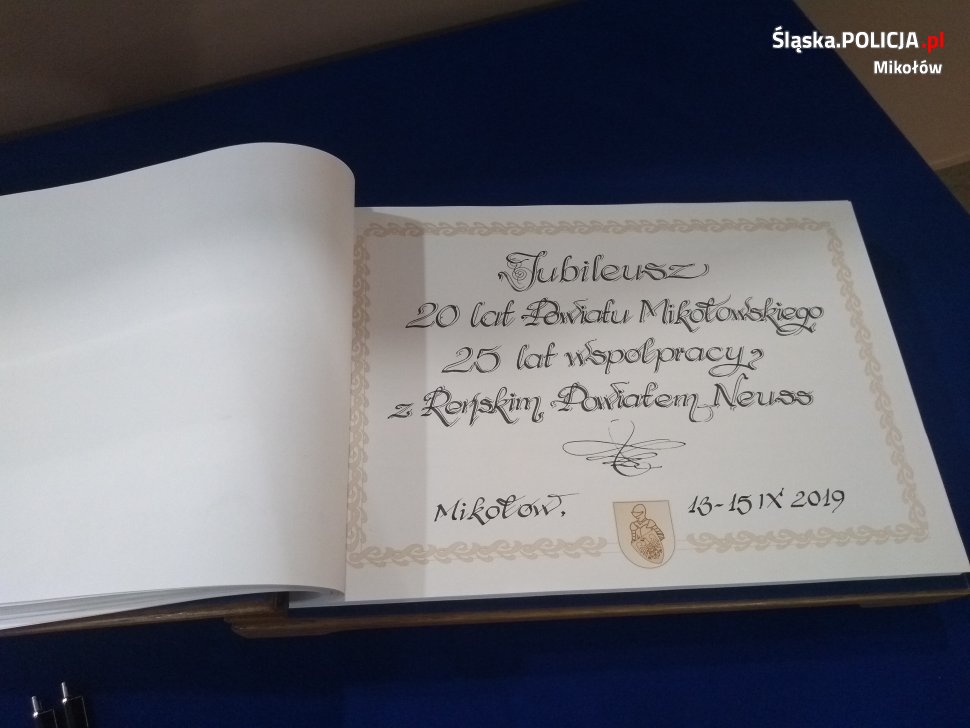 Śląska.POLICJA.pl
Mikołów
Jubileusz
20 lat Powiatu Mikołowskiego
25 lat współpracy
z Reńskim Powiatem Neuss
Mikołów, 13-15 IX 2019